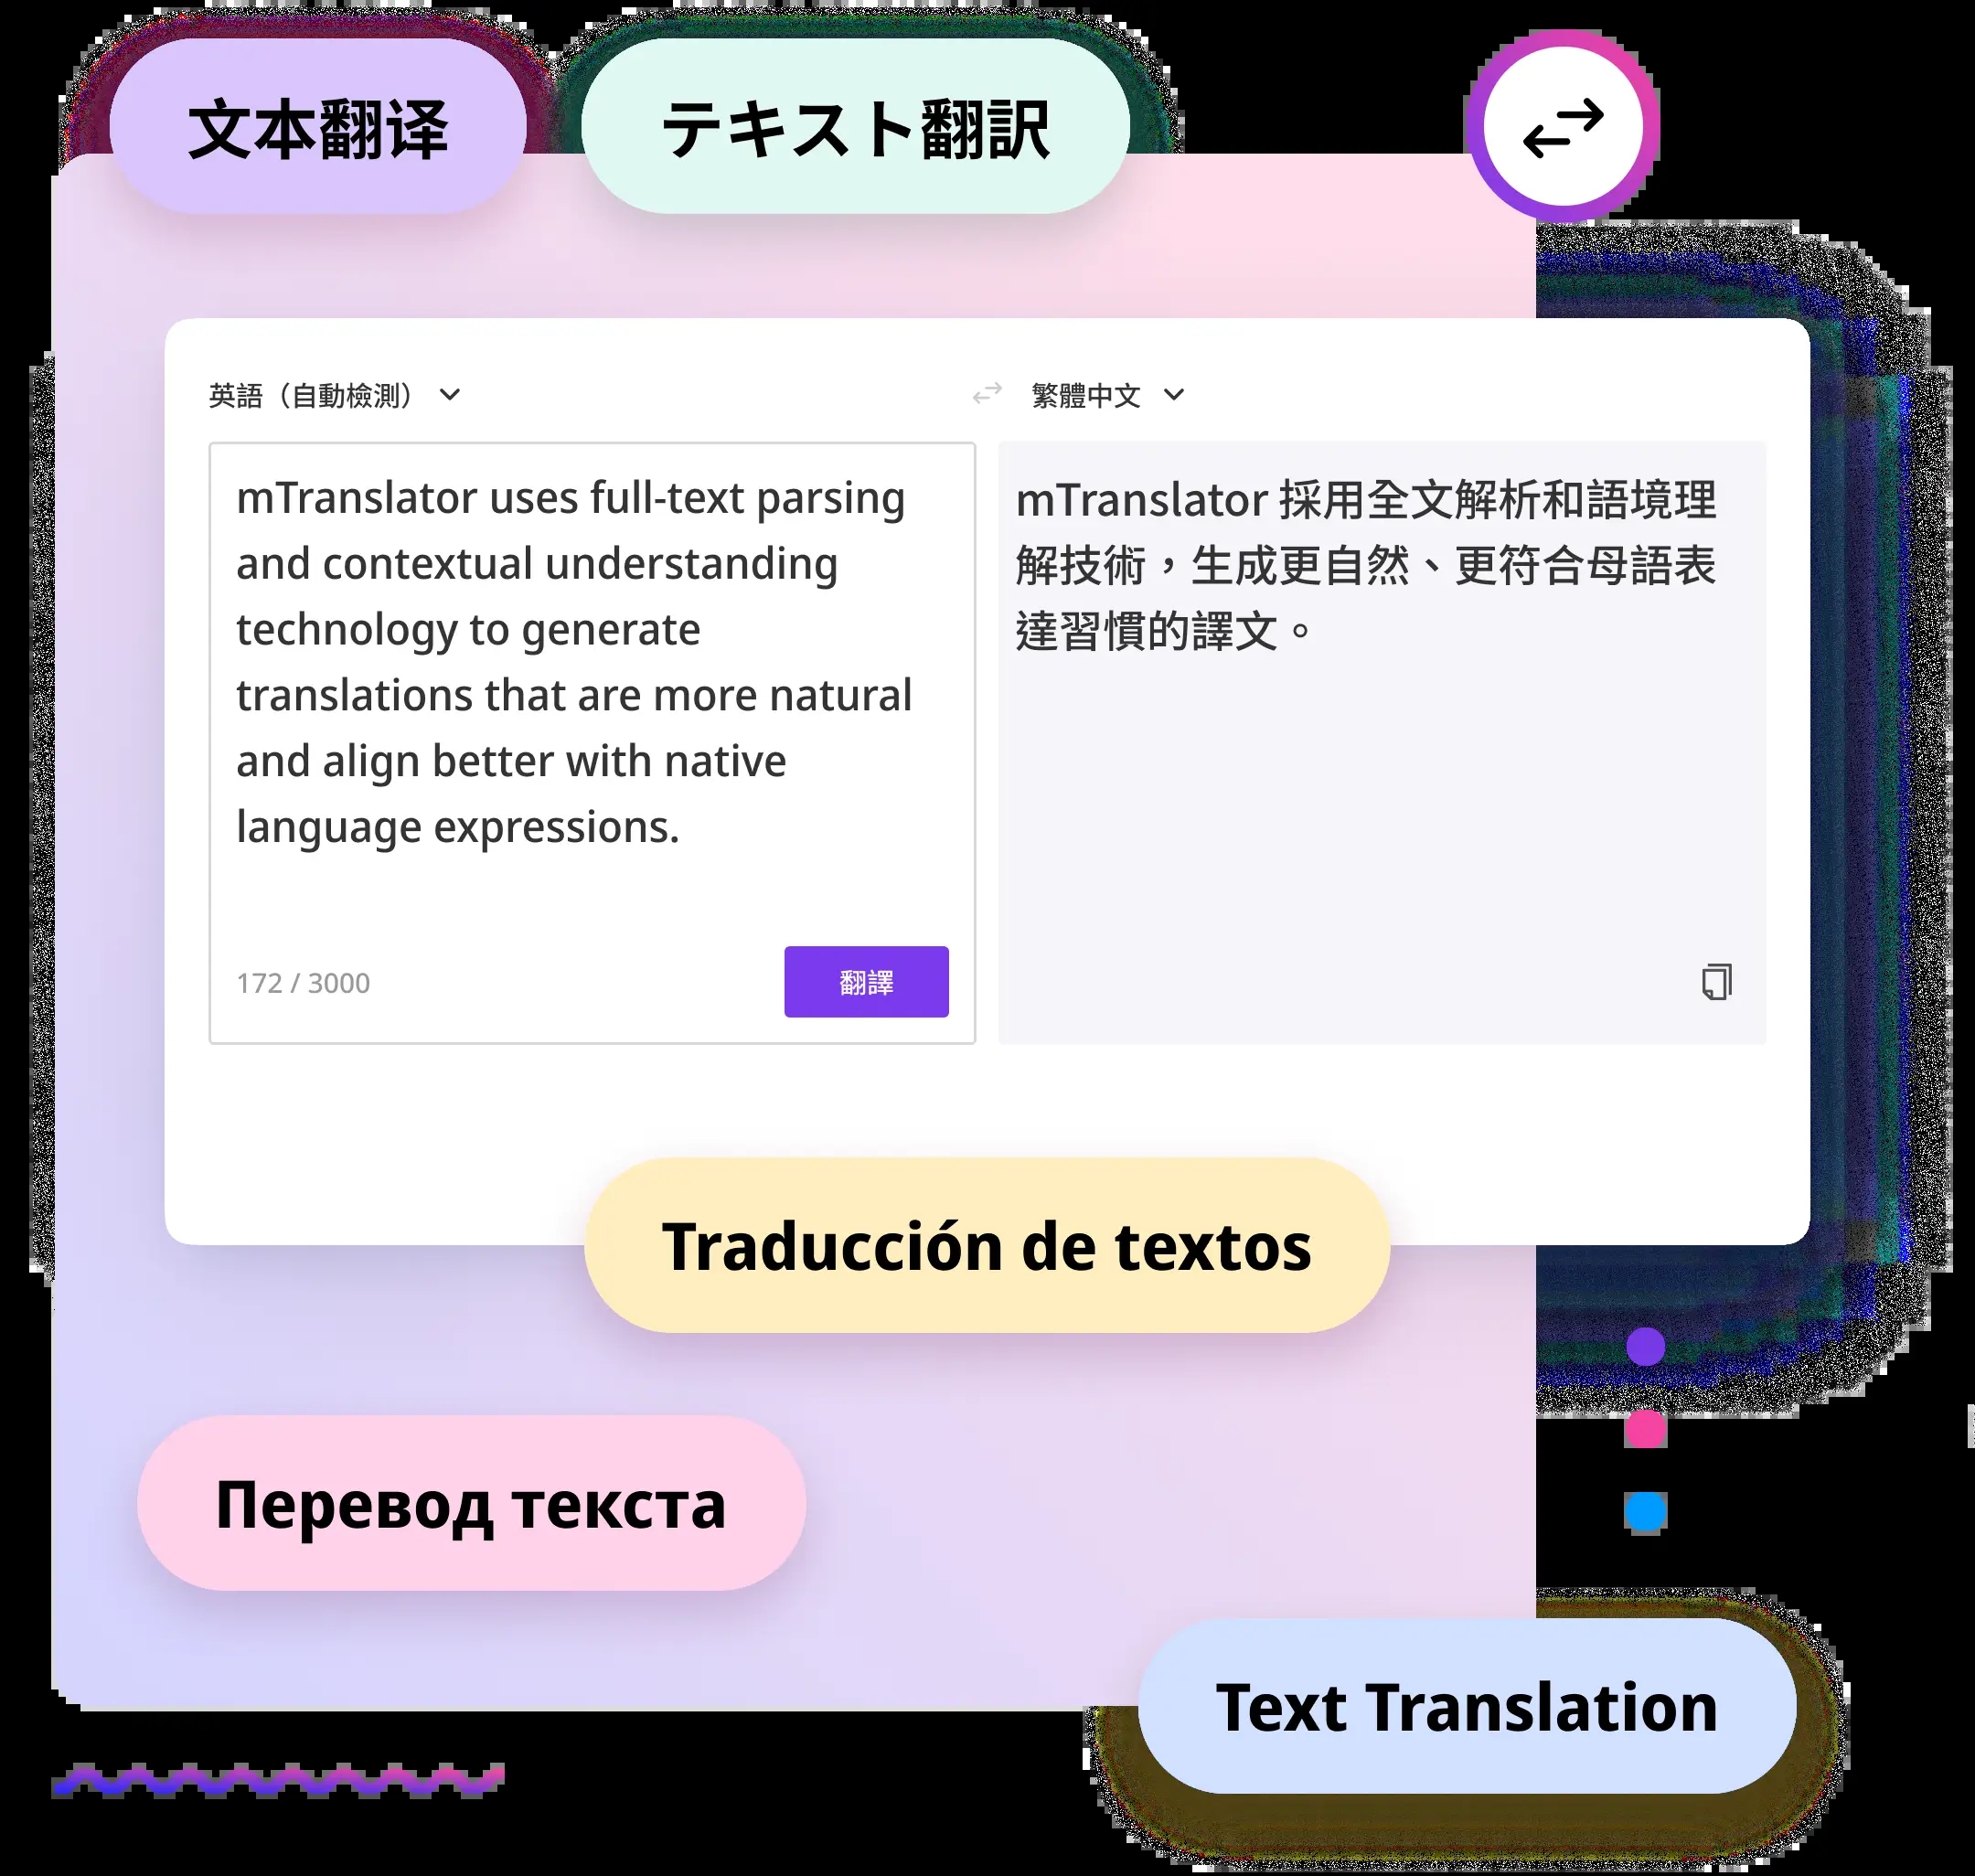 文本翻译
テキスト翻訳
英語（自動檢測）
繁體中文
mTranslator uses full-text parsing
and contextual understanding
technology to generate
translations that are more natural
and align better with native
language expressions.
172 / 3000
翻譯
mTranslator 採用全文解析和語境理
解技術，生成更自然、更符合母語表
達習慣的譯文。
Traducción de textos
Перевод текста
Text Translation